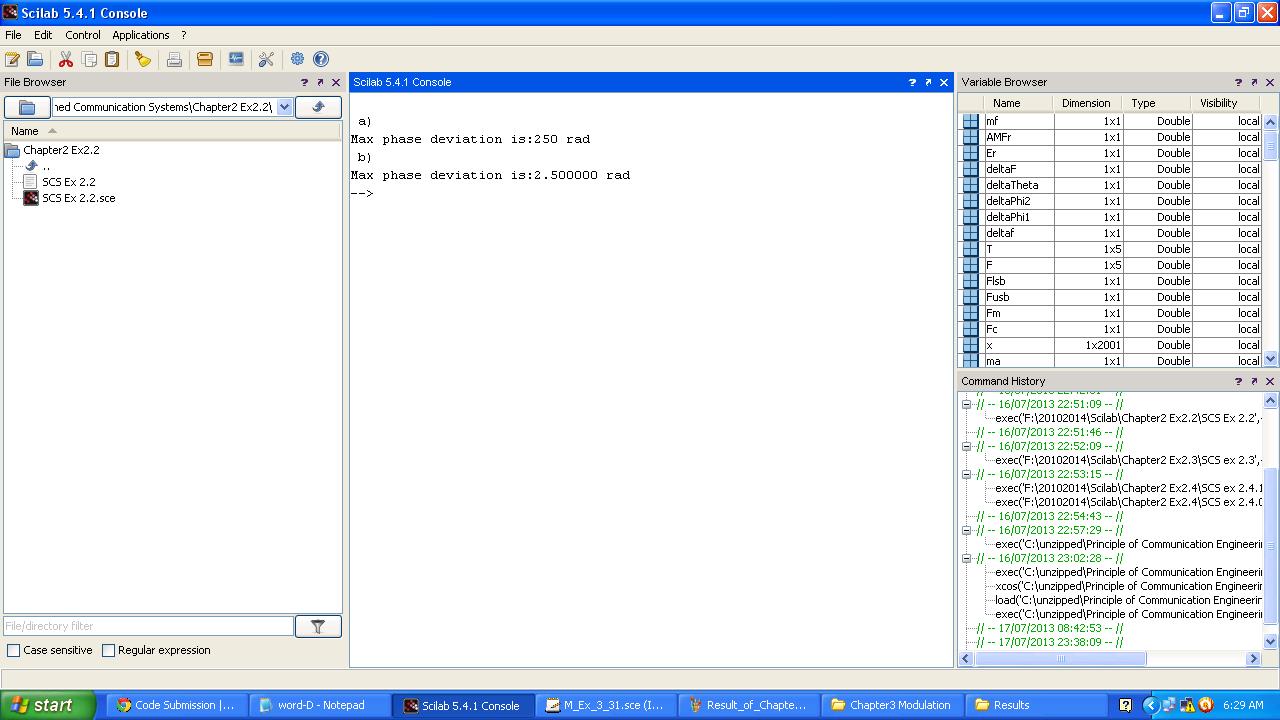 Scilab 5.4.1 Console
File Edit Control Applications ?
File Browser
ned Communication Systems\Chapter2 Ex2.2\
Name
Chapter2 Ex2.2
..
SCS Ex 2.2
SCS Ex 2.2.sce
File/directory filter
Case sensitive Regular expression
Scilab 5.4.1 Console
a)
Max phase deviation is:250 rad
b)
Max phase deviation is:2.500000 rad
-->
Variable Browser
Name Dimension Type Visibility
mf 1x1 Double local
AMFr 1x1 Double local
Er 1x1 Double local
deltaF 1x1 Double local
deltaTheta 1x1 Double local
deltaPhi2 1x1 Double local
deltaPhi1 1x1 Double local
deltaf 1x1 Double local
T 1x5 Double local
F 1x5 Double local
Flsb 1x1 Double local
Fusb 1x1 Double local
Fm 1x1 Double local
Fc 1x1 Double local
x 1x2001 Double local
ma 1x1 Double local
Command History
// -- 16/07/2013 22:51:09 -- //
exec('F:\20102014\Scilab\Chapter2 Ex2.2\SCS Ex 2.2',
// -- 16/07/2013 22:51:46 -- //
// -- 16/07/2013 22:52:09 -- //
exec('F:\20102014\Scilab\Chapter2 Ex2.3\SCS ex 2.3',
// -- 16/07/2013 22:53:15 -- //
exec('F:\20102014\Scilab\Chapter2 Ex2.4\SCS ex 2.4.1
exec('F:\20102014\Scilab\Chapter2 Ex2.4\SCS ex 2.4.
// -- 16/07/2013 22:54:43 -- //
// -- 16/07/2013 22:57:29 -- //
exec('C:\unzipped\Principle of Communication Engineeri
// -- 16/07/2013 23:02:28 -- //
exec('C:\unzipped\Principle of Communication Engineeri
xcos('C:\unzipped\Principle of Communication Engineeri
load('C:\unzipped\Principle of Communication Engineeri
exec('C:\unzipped\Principle of Communication Engineeri
// -- 17/07/2013 08:42:53 -- //
// -- 17/07/2013 23:38:09 -- //
start Code Submission |... word-D - Notepad Scilab 5.4.1 Console M_Ex_3_31.sce (I... Result_of_Chapte... Chapter3 Modulation Results 6:29 AM